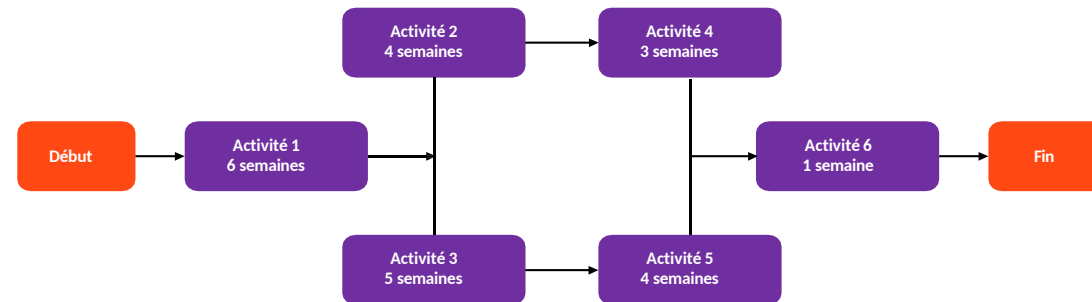 Activité 2
4 semaines
Activité 4
3 semaines
Début
Activité 1
6 semaines
Activité 6
1 semaine
Fin
Activité 3
5 semaines
Activité 5
4 semaines